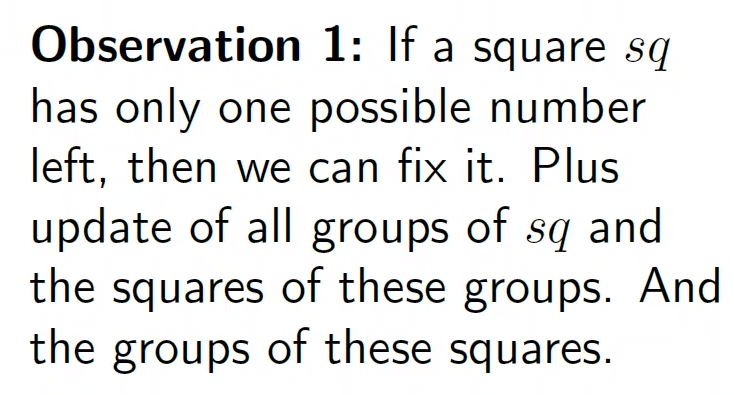 Observation 1: If a square sq
has only one possible number
left, then we can fix it. Plus
update of all groups of sq and
the squares of these groups. And
the groups of these squares.